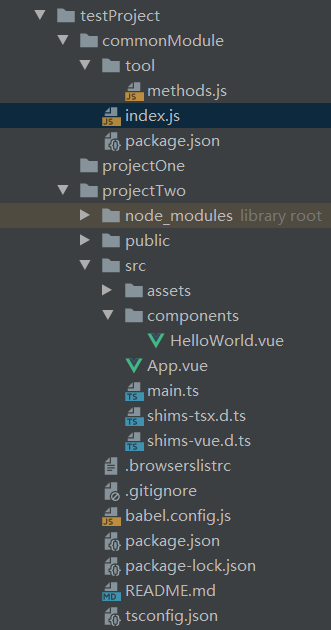 testProject
commonModule
tool
methods.js
index.js
package.json
projectOne
projectTwo
node_modules library root
public
src
assets
components
HelloWorld.vue
App.vue
main.ts
shims-tsx.d.ts
shims-vue.d.ts
.browserslistrc
.gitignore
babel.config.js
package.json
package-lock.json
README.md
tsconfig.json